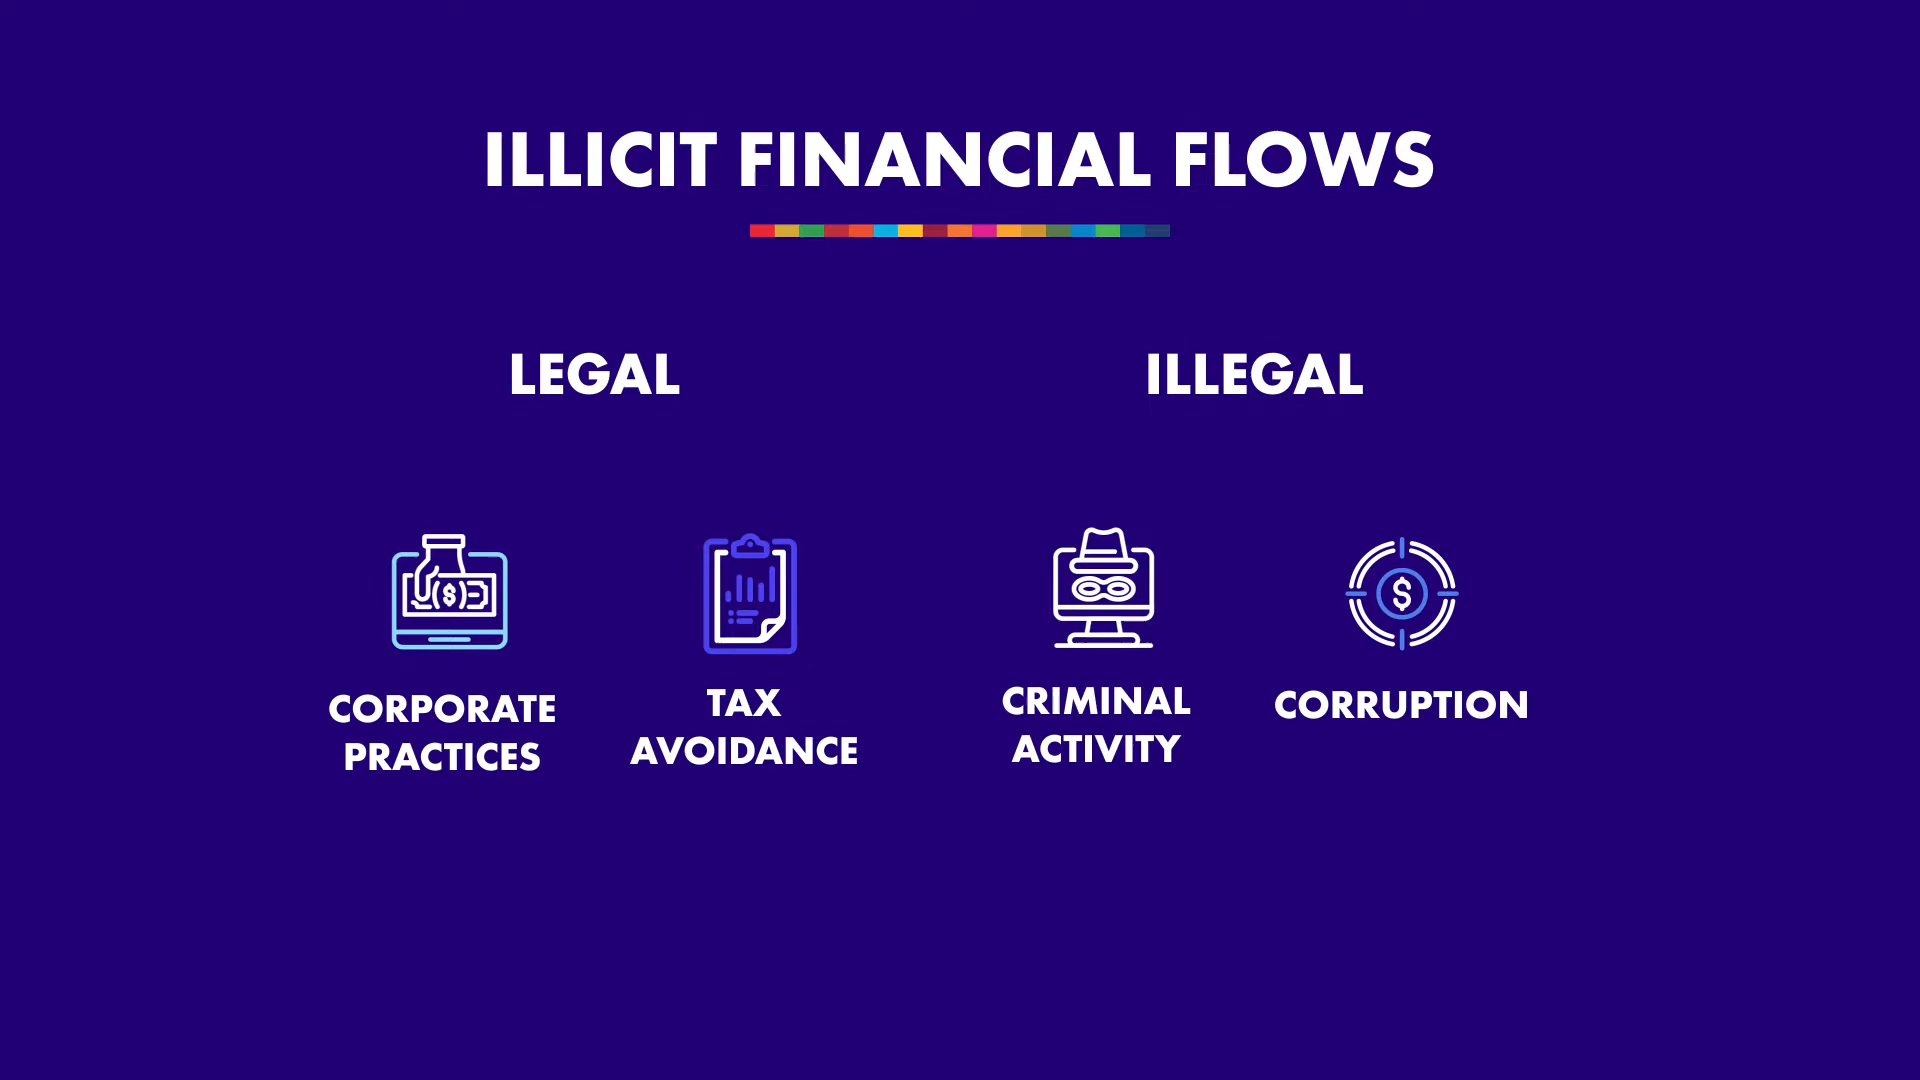 ILLICIT FINANCIAL FLOWS
LEGAL
ILLEGAL
$
CORPORATE
PRACTICES
TAX
AVOIDANCE
CRIMINAL
ACTIVITY
$
CORRUPTION